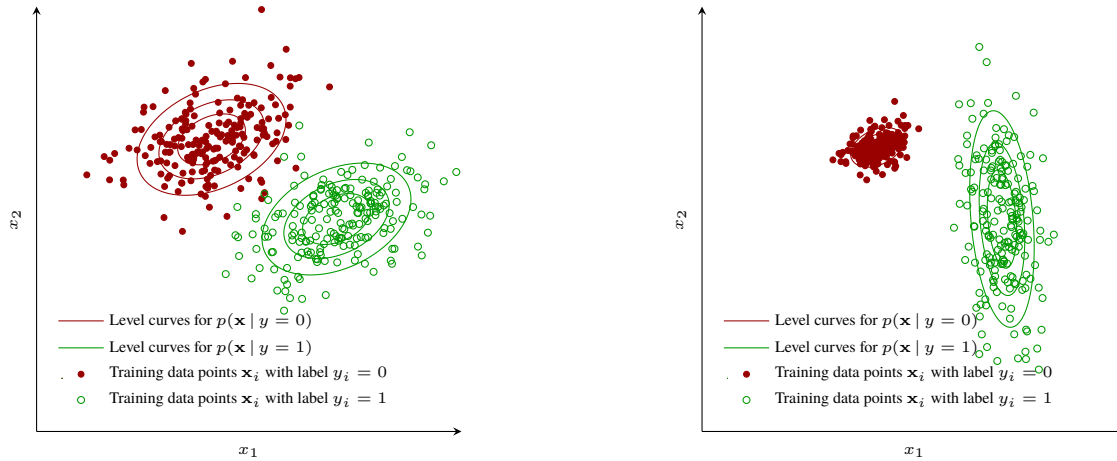 x₂
Level curves for p(𝐱 | y = 0)
Level curves for p(𝐱 | y = 1)
Training data points 𝐱ᵢ with label yᵢ = 0
Training data points 𝐱ᵢ with label yᵢ = 1
x₁
x₂
Level curves for p(𝐱 | y = 0)
Level curves for p(𝐱 | y = 1)
Training data points 𝐱ᵢ with label yᵢ = 0
Training data points 𝐱ᵢ with label yᵢ = 1
x₁